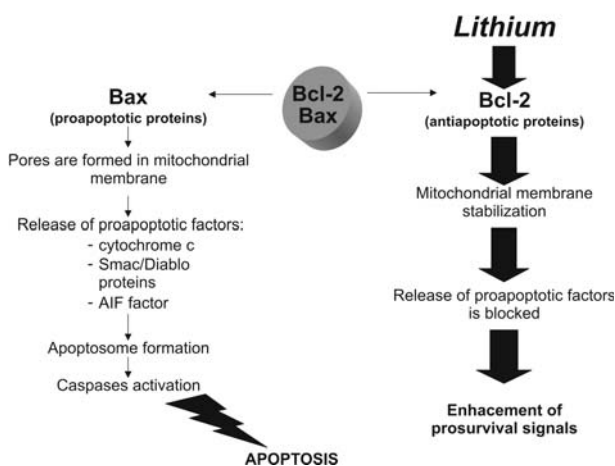 Lithium
Bcl-2
Bax
Bax
(proapoptotic proteins)
Pores are formed in mitochondrial
membrane
Release of proapoptotic factors:
- cytochrome c
- Smac/Diablo
proteins
- AIF factor
Apoptosome formation
Caspases activation
APOPTOSIS
Bcl-2
(antiapoptotic proteins)
Mitochondrial membrane
stabilization
Release of proapoptotic factors
is blocked
Enhacement of
prosurvival signals